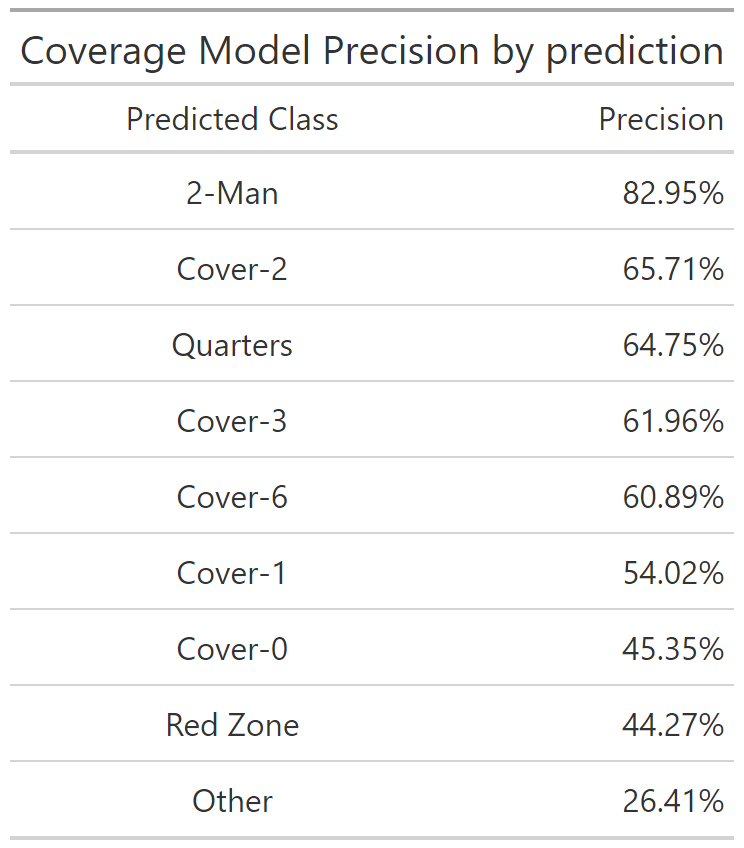 Coverage Model Precision by prediction
Predicted Class Precision
2-Man 82.95%
Cover-2 65.71%
Quarters 64.75%
Cover-3 61.96%
Cover-6 60.89%
Cover-1 54.02%
Cover-0 45.35%
Red Zone 44.27%
Other 26.41%